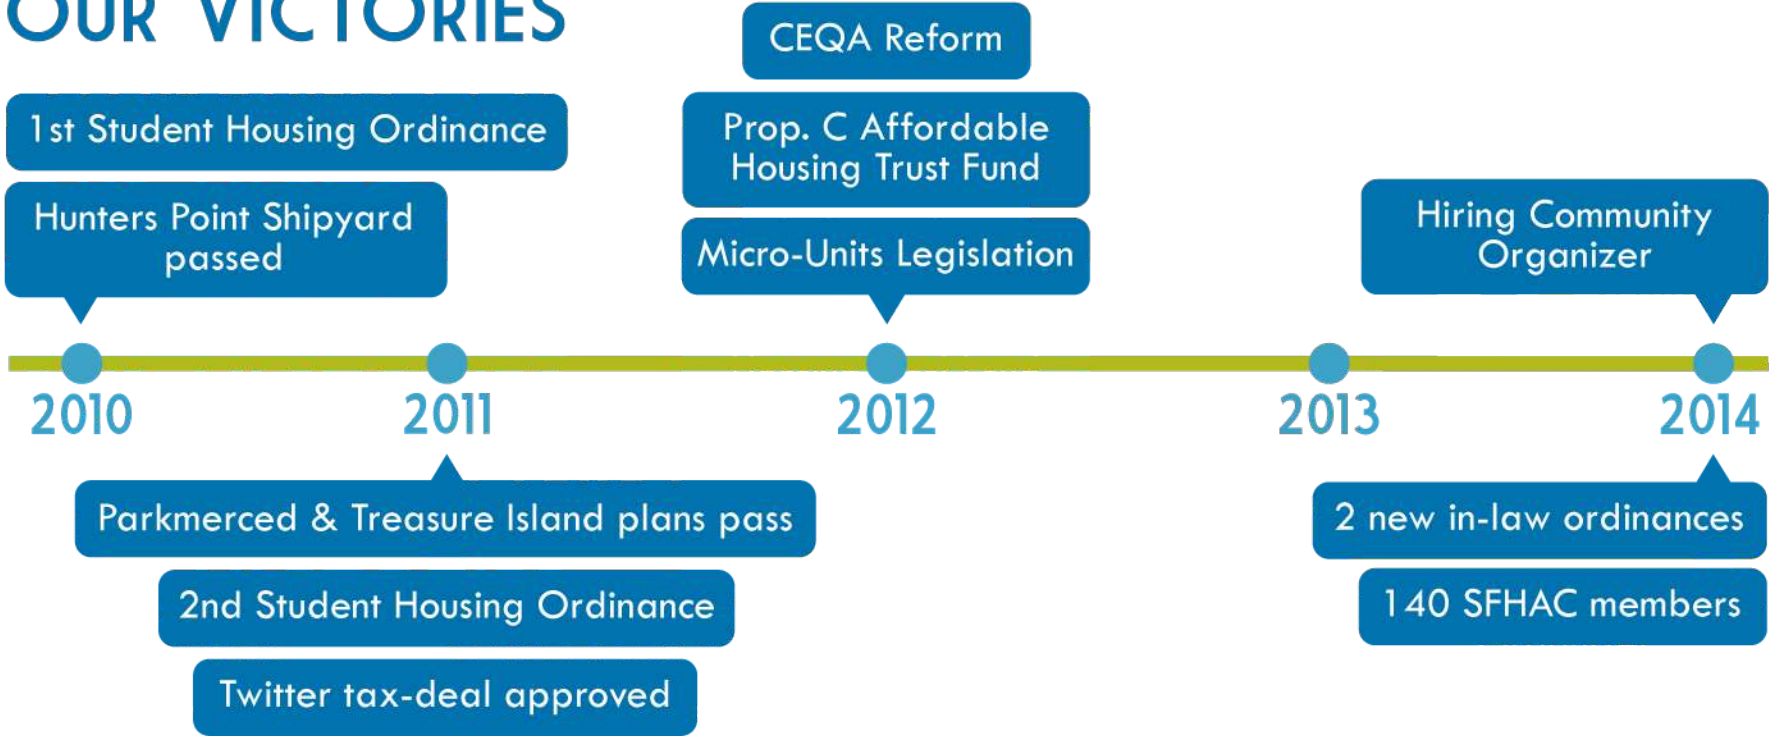 OUR VICTORIES
CEQA Reform
1st Student Housing Ordinance
Prop. C Affordable
Housing Trust Fund
Hunters Point Shipyard
passed
Micro-Units Legislation
Hiring Community
Organizer
2010
2011
2012
2013
2014
Parkmerced & Treasure Island plans pass
2nd Student Housing Ordinance
Twitter tax-deal approved
2 new in-law ordinances
140 SFHAC members